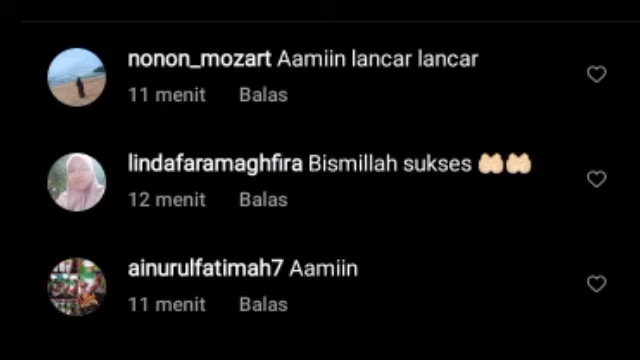 nonon_mozart Aamiin lancar lancar
11 menit Balas
lindafaramaghfira Bismillah sukses 🤲🏻🤲🏻
12 menit Balas
ainurulfatimah7 Aamiin
11 menit Balas